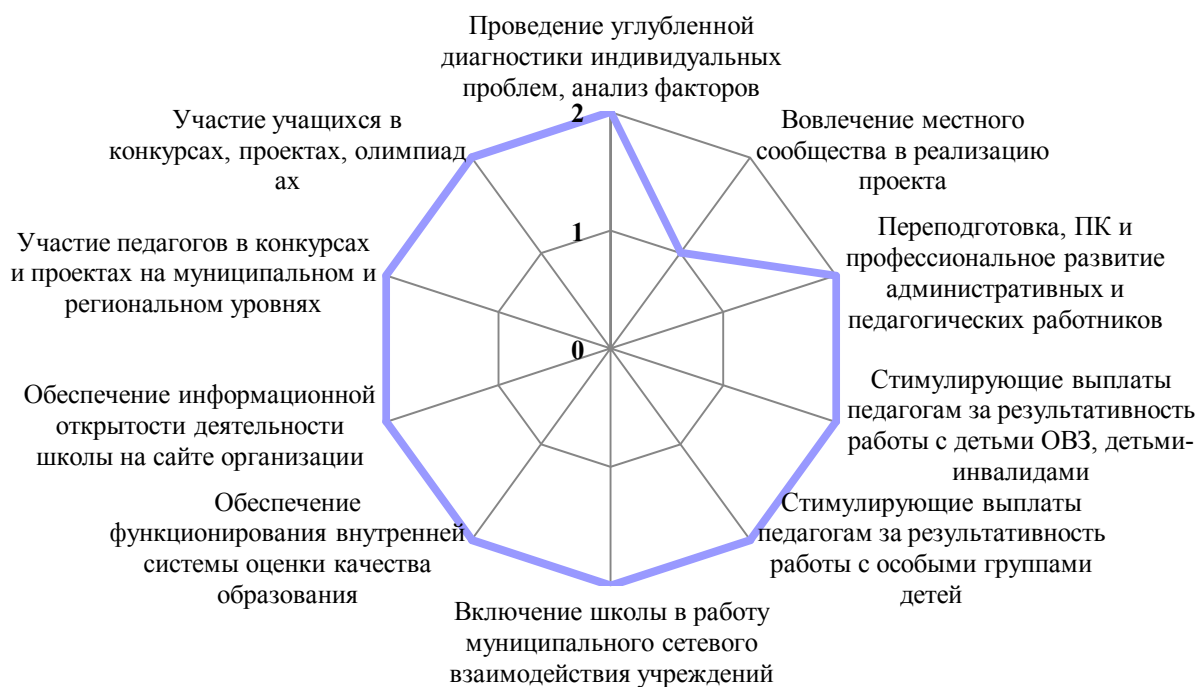 Проведение углубленной
диагностики индивидуальных
проблем, анализ факторов
Вовлечение местного
сообщества в реализацию
проекта
Переподготовка, ПК и
профессиональное развитие
административных и
педагогических работников
Стимулирующие выплаты
педагогам за результативность
работы с детьми ОВЗ, детьми-
инвалидами
Стимулирующие выплаты
педагогам за результативность
работы с особыми группами
детей
Включение школы в работу
муниципального сетевого
взаимодействия учреждений
Обеспечение
функционирования внутренней
системы оценки качества
образования
Обеспечение информационной
открытости деятельности
школы на сайте организации
Участие педагогов в конкурсах
и проектах на муниципальном и
региональном уровнях
Участие учащихся в
конкурсах, проектах, олимпиад
ах
2
1
0